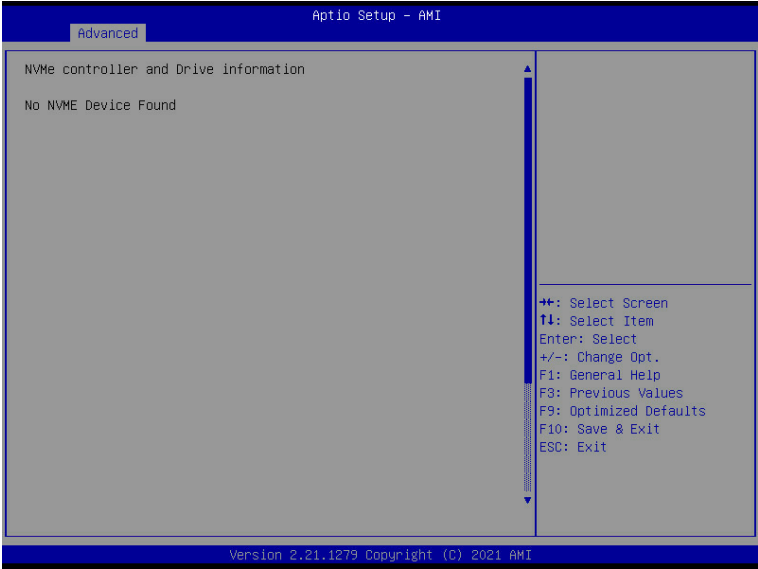 Aptio Setup – AMI
Advanced
NVMe controller and Drive information
No NVME Device Found
→←: Select Screen
↑↓: Select Item
Enter: Select
+/-: Change Opt.
F1: General Help
F3: Previous Values
F9: Optimized Defaults
F10: Save & Exit
ESC: Exit
Version 2.21.1279 Copyright (C) 2021 AMI